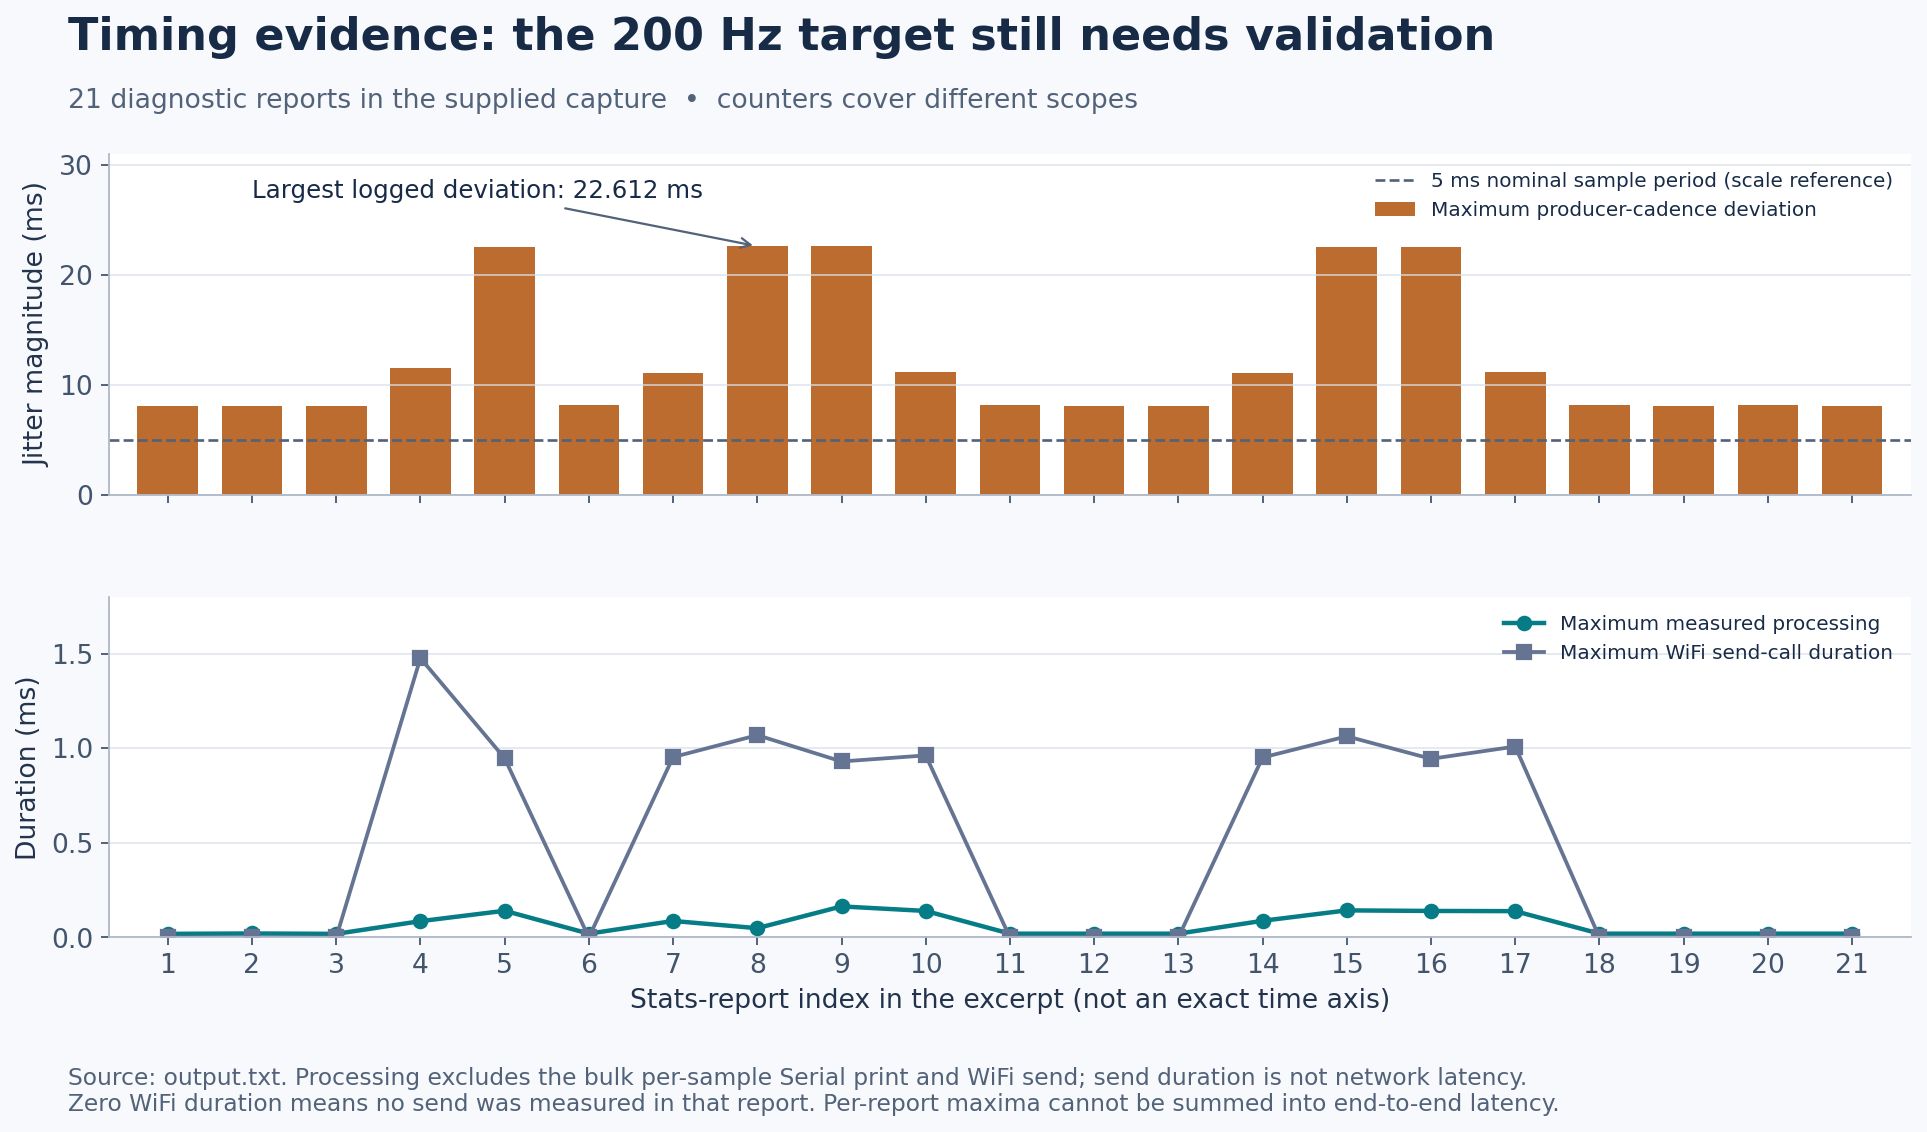 Timing evidence: the 200 Hz target still needs validation
21 diagnostic reports in the supplied capture • counters cover different scopes
Jitter magnitude (ms)
30
20
10
0
Largest logged deviation: 22.612 ms
5 ms nominal sample period (scale reference)
Maximum producer-cadence deviation
Duration (ms)
1.5
1.0
0.5
0.0
Maximum measured processing
Maximum WiFi send-call duration
1 2 3 4 5 6 7 8 9 10 11 12 13 14 15 16 17 18 19 20 21
Stats-report index in the excerpt (not an exact time axis)
Source: output.txt. Processing excludes the bulk per-sample Serial print and WiFi send; send duration is not network latency.
Zero WiFi duration means no send was measured in that report. Per-report maxima cannot be summed into end-to-end latency.